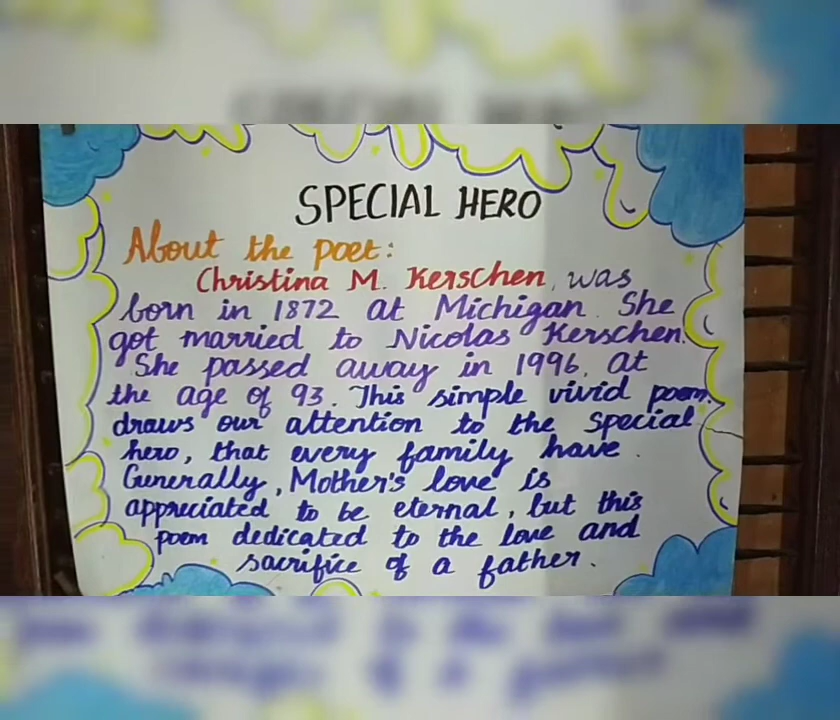 SPECIAL HERO
About the poet:
Christina M. Kerschen, was
born in 1872 at Michigan. She
got married to Nicolas Kerschen.
She passed away in 1996, at
the age of 93. This simple vivid poem
draws our attention to the Special
hero, that every family have.
Generally, Mother's love is
appreciated to be eternal, but this
poem dedicated to the love and
sacrifice of a father.